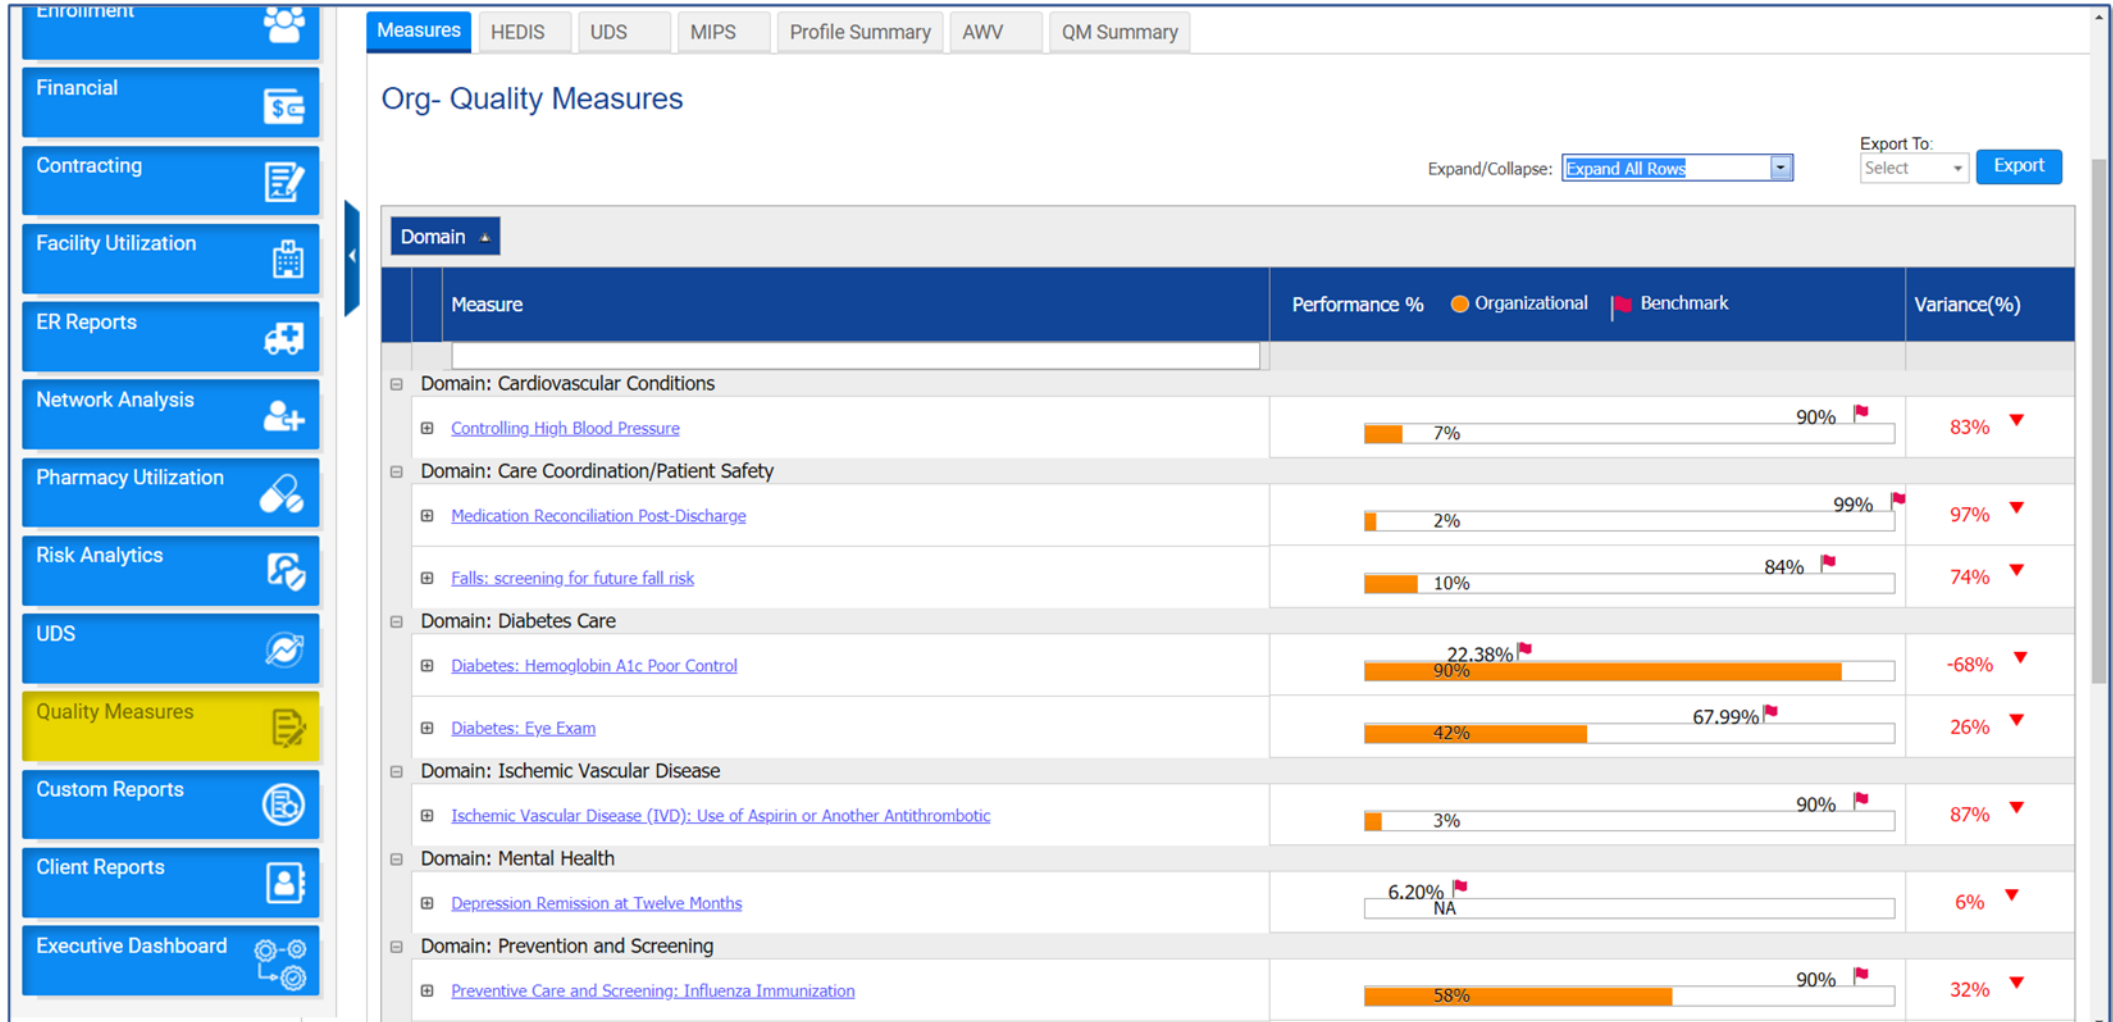 Enrollment
Financial
Contracting
Facility Utilization
ER Reports
Network Analysis
Pharmacy Utilization
Risk Analytics
UDS
Quality Measures
Custom Reports
Client Reports
Executive Dashboard
Measures HEDIS UDS MIPS Profile Summary AWV QM Summary
Org- Quality Measures
Export To:
Expand/Collapse: Expand All Rows Select Export
Domain
Measure Performance % Organizational Benchmark Variance(%)
Domain: Cardiovascular Conditions
Controlling High Blood Pressure 90% 7% 83%
Domain: Care Coordination/Patient Safety
Medication Reconciliation Post-Discharge 99% 2% 97%
Falls: screening for future fall risk 84% 10% 74%
Domain: Diabetes Care
Diabetes: Hemoglobin A1c Poor Control 22.38% 90% -68%
Diabetes: Eye Exam 67.99% 42% 26%
Domain: Ischemic Vascular Disease
Ischemic Vascular Disease (IVD): Use of Aspirin or Another Antithrombotic 90% 3% 87%
Domain: Mental Health
Depression Remission at Twelve Months 6.20% NA 6%
Domain: Prevention and Screening
Preventive Care and Screening: Influenza Immunization 90% 58% 32%